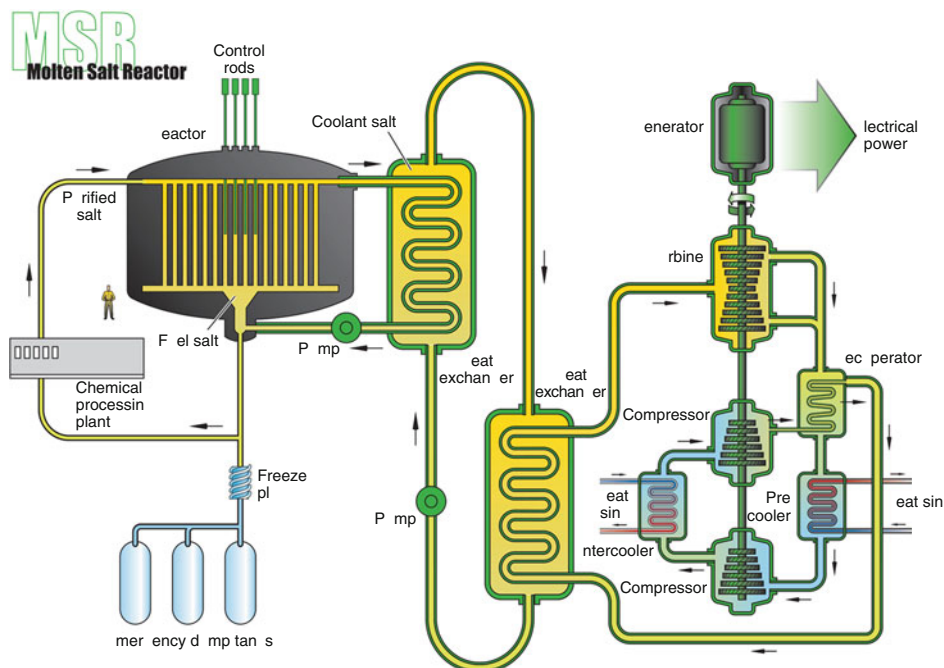 MSR
Molten Salt Reactor
Control
rods
eactor
Coolant salt
enerator
lectrical
power
P rified
salt
rbine
F el salt
P mp
eat
exchan er
eat
exchan er
ec perator
Chemical
processin
plant
Compressor
Freeze
pl
P mp
eat
sin
Pre
cooler
eat sin
ntercooler
Compressor
mer ency d mp tan s